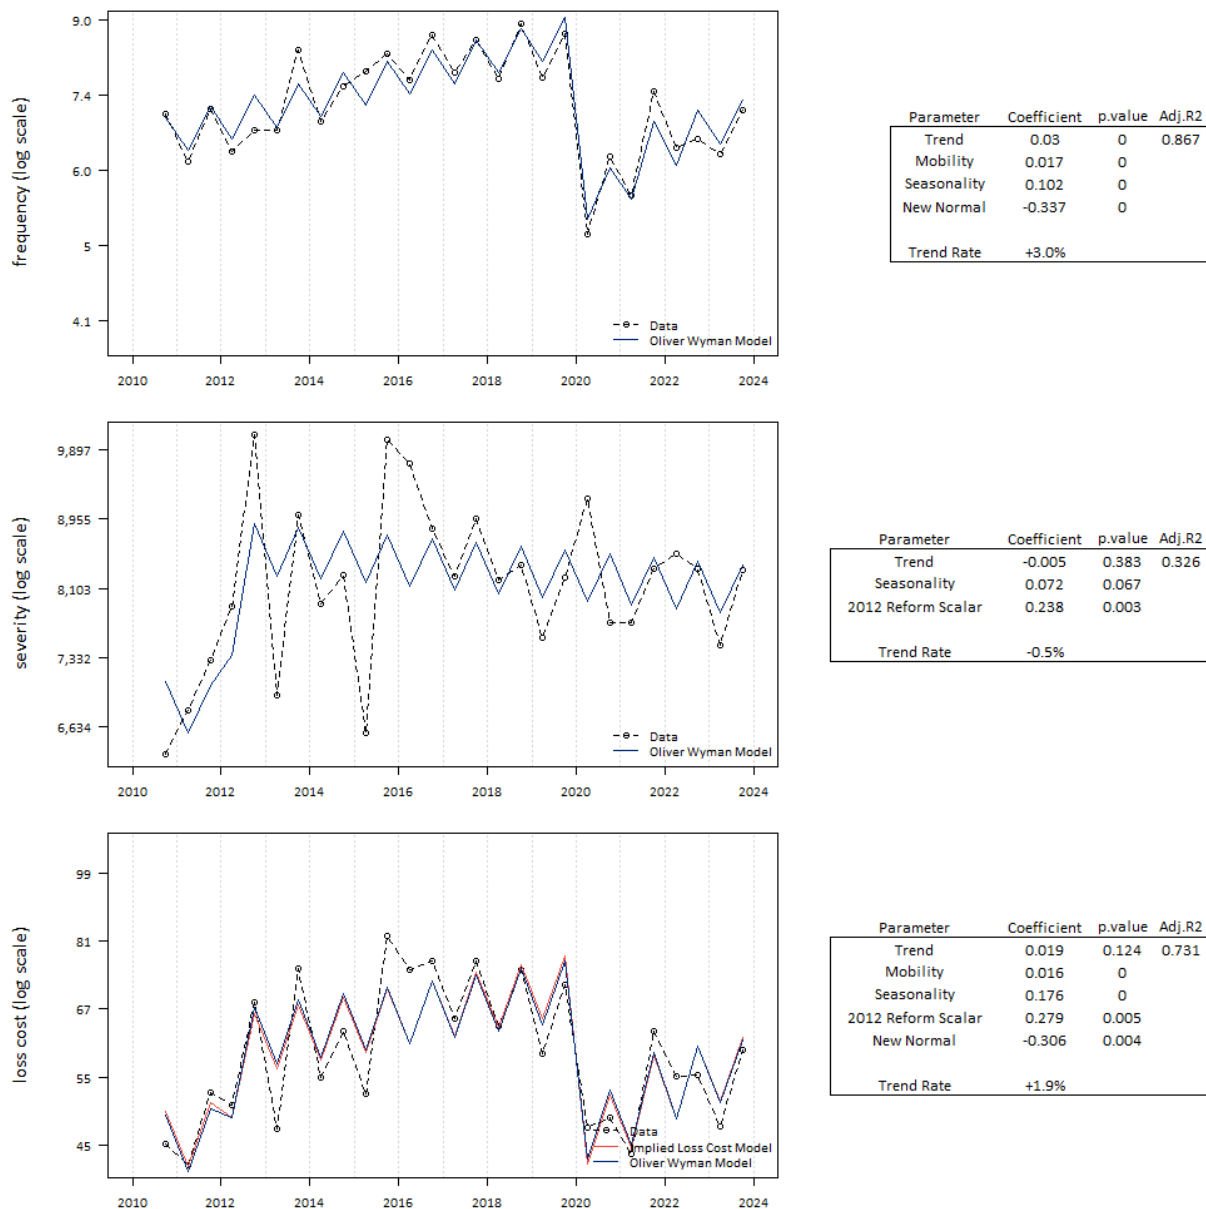 frequency (log scale)
9.0
7.4
6.0
5
4.1
Data
Oliver Wyman Model
2010 2012 2014 2016 2018 2020 2022 2024
Parameter Coefficient p.value Adj.R2
Trend 0.03 0 0.867
Mobility 0.017 0
Seasonality 0.102 0
New Normal -0.337 0
Trend Rate +3.0%
severity (log scale)
9,897
8,955
8,103
7,332
6,634
Data
Oliver Wyman Model
2010 2012 2014 2016 2018 2020 2022 2024
Parameter Coefficient p.value Adj.R2
Trend -0.005 0.383 0.326
Seasonality 0.072 0.067
2012 Reform Scalar 0.238 0.003
Trend Rate -0.5%
loss cost (log scale)
99
81
67
55
45
Data
Implied Loss Cost Model
Oliver Wyman Model
2010 2012 2014 2016 2018 2020 2022 2024
Parameter Coefficient p.value Adj.R2
Trend 0.019 0.124 0.731
Mobility 0.016 0
Seasonality 0.176 0
2012 Reform Scalar 0.279 0.005
New Normal -0.306 0.004
Trend Rate +1.9%